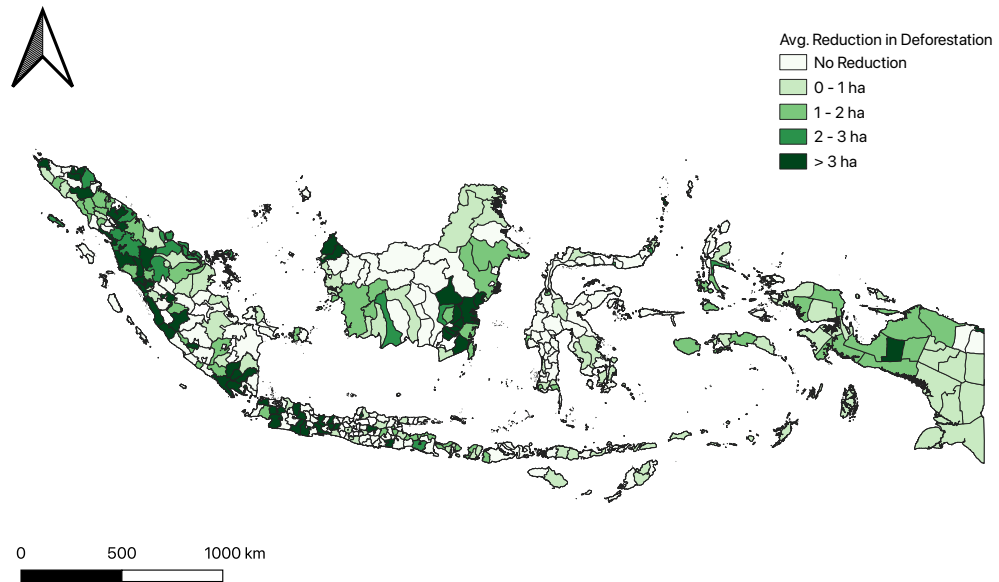 Avg. Reduction in Deforestation
No Reduction
0 - 1 ha
1 - 2 ha
2 - 3 ha
> 3 ha
0 500 1000 km